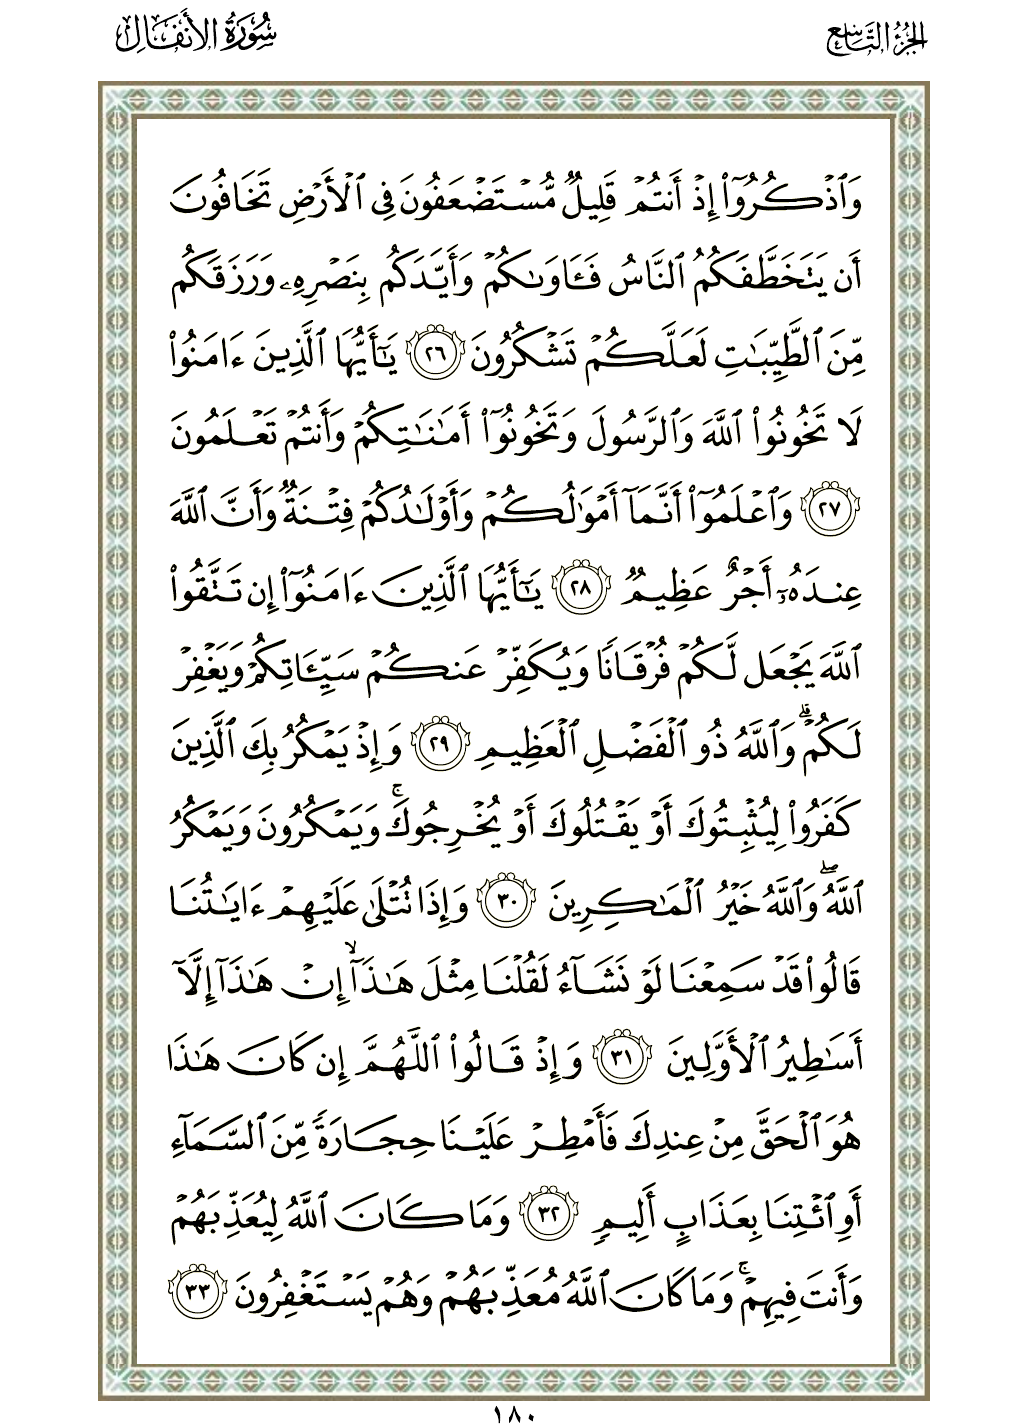 الجزء التاسع
سورة الأنفال
وَٱذۡكُرُوٓاْ إِذۡ أَنتُمۡ قَلِيلٞ مُّسۡتَضۡعَفُونَ فِي ٱلۡأَرۡضِ تَخَافُونَ
أَن يَتَخَطَّفَكُمُ ٱلنَّاسُ فَـَٔاوَىٰكُمۡ وَأَيَّدَكُم بِنَصۡرِهِۦ وَرَزَقَكُم
مِّنَ ٱلطَّيِّبَٰتِ لَعَلَّكُمۡ تَشۡكُرُونَ ٢٦ يَٰٓأَيُّهَا ٱلَّذِينَ ءَامَنُواْ
لَا تَخُونُواْ ٱللَّهَ وَٱلرَّسُولَ وَتَخُونُوٓاْ أَمَٰنَٰتِكُمۡ وَأَنتُمۡ تَعۡلَمُونَ
٢٧ وَٱعۡلَمُوٓاْ أَنَّمَآ أَمۡوَٰلُكُمۡ وَأَوۡلَٰدُكُمۡ فِتۡنَةٞ وَأَنَّ ٱللَّهَ
عِندَهُۥٓ أَجۡرٌ عَظِيمٞ ٢٨ يَٰٓأَيُّهَا ٱلَّذِينَ ءَامَنُوٓاْ إِن تَتَّقُواْ
ٱللَّهَ يَجۡعَل لَّكُمۡ فُرۡقَانٗا وَيُكَفِّرۡ عَنكُمۡ سَيِّـَٔاتِكُمۡ وَيَغۡفِرۡ
لَكُمۡۗ وَٱللَّهُ ذُو ٱلۡفَضۡلِ ٱلۡعَظِيمِ ٢٩ وَإِذۡ يَمۡكُرُ بِكَ ٱلَّذِينَ
كَفَرُواْ لِيُثۡبِتُوكَ أَوۡ يَقۡتُلُوكَ أَوۡ يُخۡرِجُوكَۚ وَيَمۡكُرُونَ وَيَمۡكُرُ
ٱللَّهُۖ وَٱللَّهُ خَيۡرُ ٱلۡمَٰكِرِينَ ٣٠ وَإِذَا تُتۡلَىٰ عَلَيۡهِمۡ ءَايَٰتُنَا
قَالُواْ قَدۡ سَمِعۡنَا لَوۡ نَشَآءُ لَقُلۡنَا مِثۡلَ هَٰذَآۙ إِنۡ هَٰذَآ إِلَّآ
أَسَٰطِيرُ ٱلۡأَوَّلِينَ ٣١ وَإِذۡ قَالُواْ ٱللَّهُمَّ إِن كَانَ هَٰذَا
هُوَ ٱلۡحَقَّ مِنۡ عِندِكَ فَأَمۡطِرۡ عَلَيۡنَا حِجَارَةٗ مِّنَ ٱلسَّمَآءِ
أَوِ ٱئۡتِنَا بِعَذَابٍ أَلِيمٖ ٣٢ وَمَا كَانَ ٱللَّهُ لِيُعَذِّبَهُمۡ
وَأَنتَ فِيهِمۡۚ وَمَا كَانَ ٱللَّهُ مُعَذِّبَهُمۡ وَهُمۡ يَسۡتَغۡفِرُونَ ٣٣
١٨٠